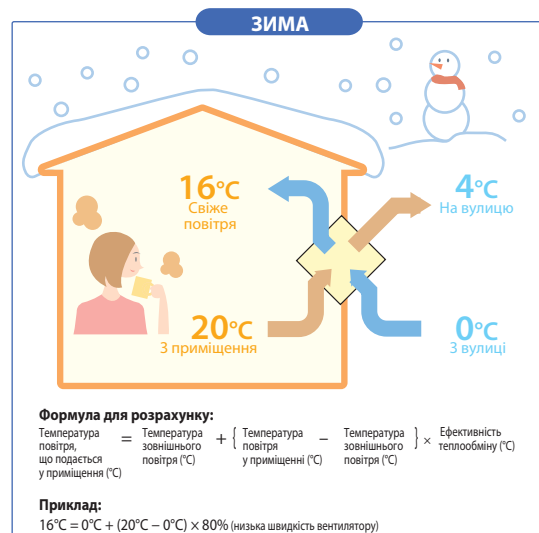 ЗИМА
16°C
Свіже
повітря
4°C
На вулицю
20°C
З приміщення
0°C
З вулиці
Формула для розрахунку:
Температура повітря, що подається у приміщення (°C) = Температура зовнішнього повітря (°C) + { Температура повітря у приміщенні (°C) – Температура зовнішнього повітря (°C) } × Ефективність теплообміну (°C)
Приклад:
16°C = 0°C + (20°C – 0°C) × 80% (низька швидкість вентилятору)